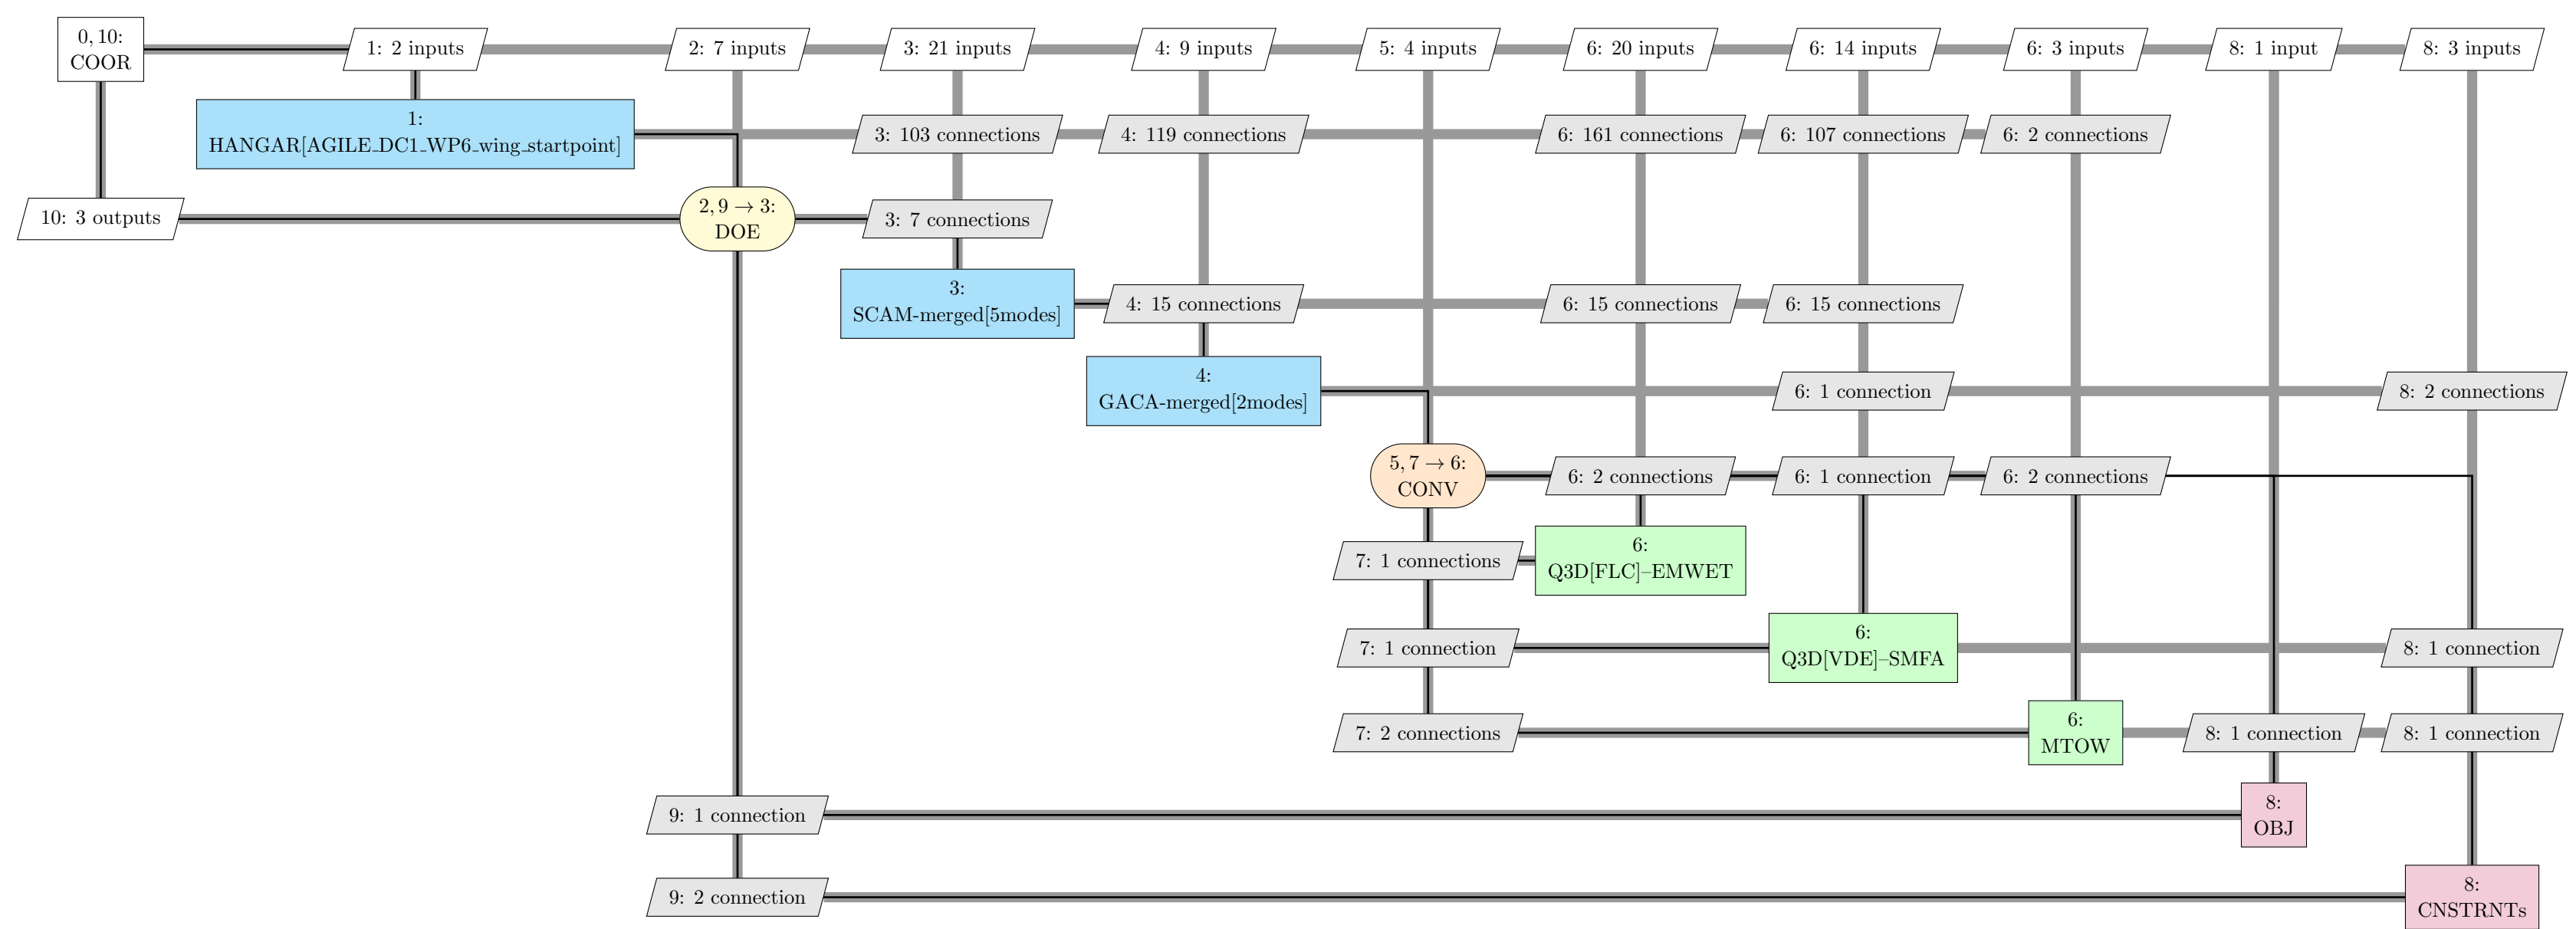 0, 10:
COOR
1: 2 inputs
2: 7 inputs
3: 21 inputs
4: 9 inputs
5: 4 inputs
6: 20 inputs
6: 14 inputs
6: 3 inputs
8: 1 input
8: 3 inputs
1:
HANGAR[AGILE_DC1_WP6_wing_startpoint]
3: 103 connections
4: 119 connections
6: 161 connections
6: 107 connections
6: 2 connections
10: 3 outputs
2, 9 → 3:
DOE
3: 7 connections
3:
SCAM-merged[5modes]
4: 15 connections
6: 15 connections
6: 15 connections
4:
GACA-merged[2modes]
6: 1 connection
8: 2 connections
5, 7 → 6:
CONV
6: 2 connections
6: 1 connection
6: 2 connections
7: 1 connections
6:
Q3D[FLC]–EMWET
7: 1 connection
6:
Q3D[VDE]–SMFA
8: 1 connection
7: 2 connections
6:
MTOW
8: 1 connection
8: 1 connection
9: 1 connection
8:
OBJ
9: 2 connection
8:
CNSTRNTs